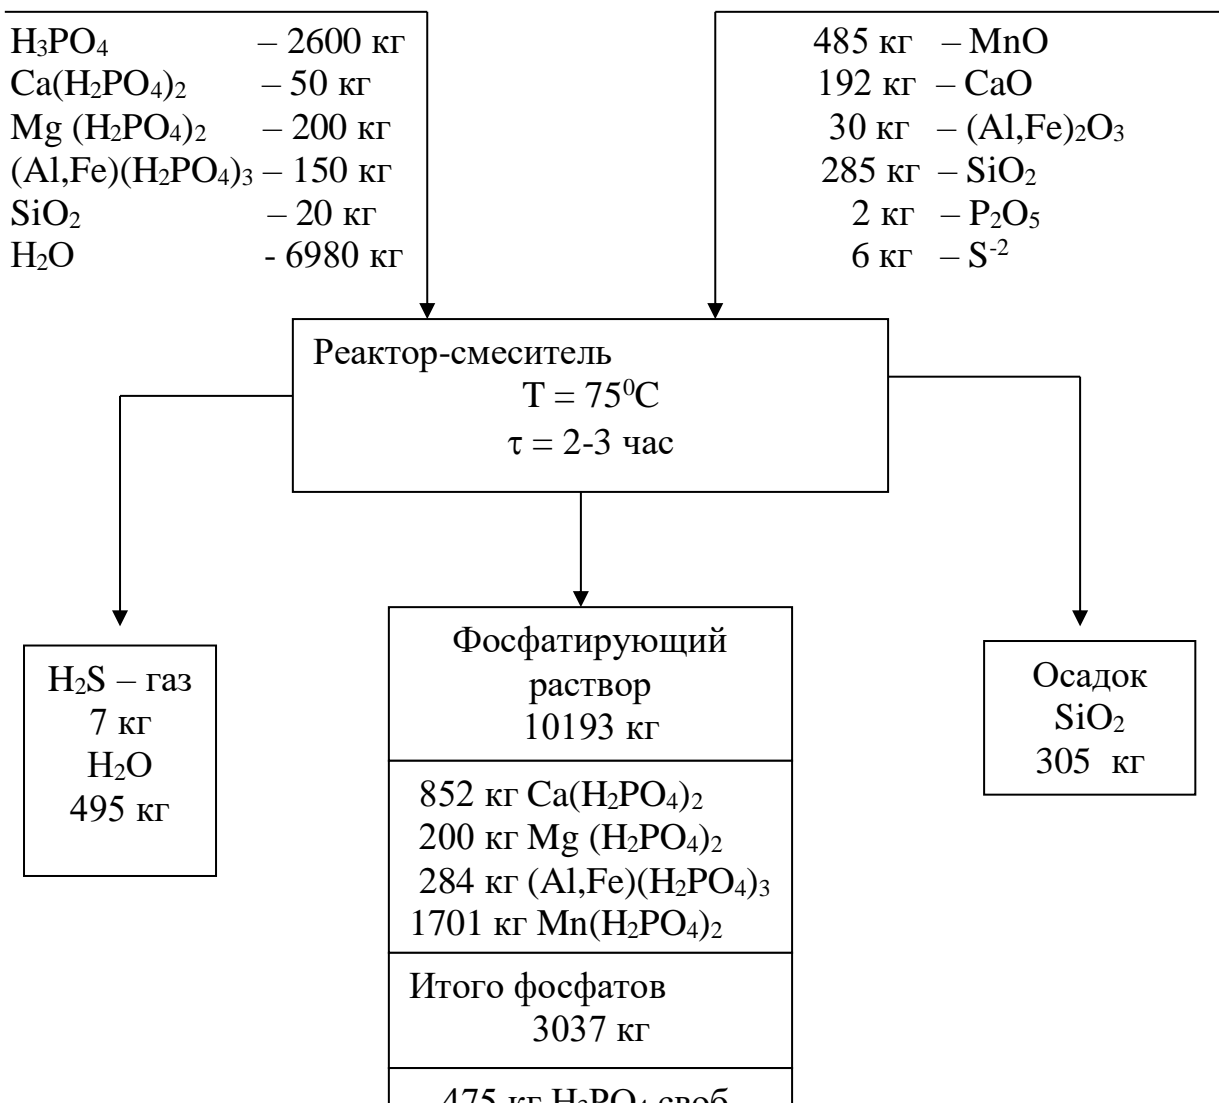 H₃PO₄ – 2600 кг
Ca(H₂PO₄)₂ – 50 кг
Mg (H₂PO₄)₂ – 200 кг
(Al,Fe)(H₂PO₄)₃ – 150 кг
SiO₂ – 20 кг
H₂O - 6980 кг
485 кг – MnO
192 кг – CaO
30 кг – (Al,Fe)₂O₃
285 кг – SiO₂
2 кг – P₂O₅
6 кг – S⁻²
Реактор-смеситель
T = 75⁰C
τ = 2-3 час
H₂S – газ
7 кг
H₂O
495 кг
Фосфатирующий
раствор
10193 кг
852 кг Ca(H₂PO₄)₂
200 кг Mg (H₂PO₄)₂
284 кг (Al,Fe)(H₂PO₄)₃
1701 кг Mn(H₂PO₄)₂
Итого фосфатов
3037 кг
475 кг H₃PO₄ своб
Осадок
SiO₂
305 кг